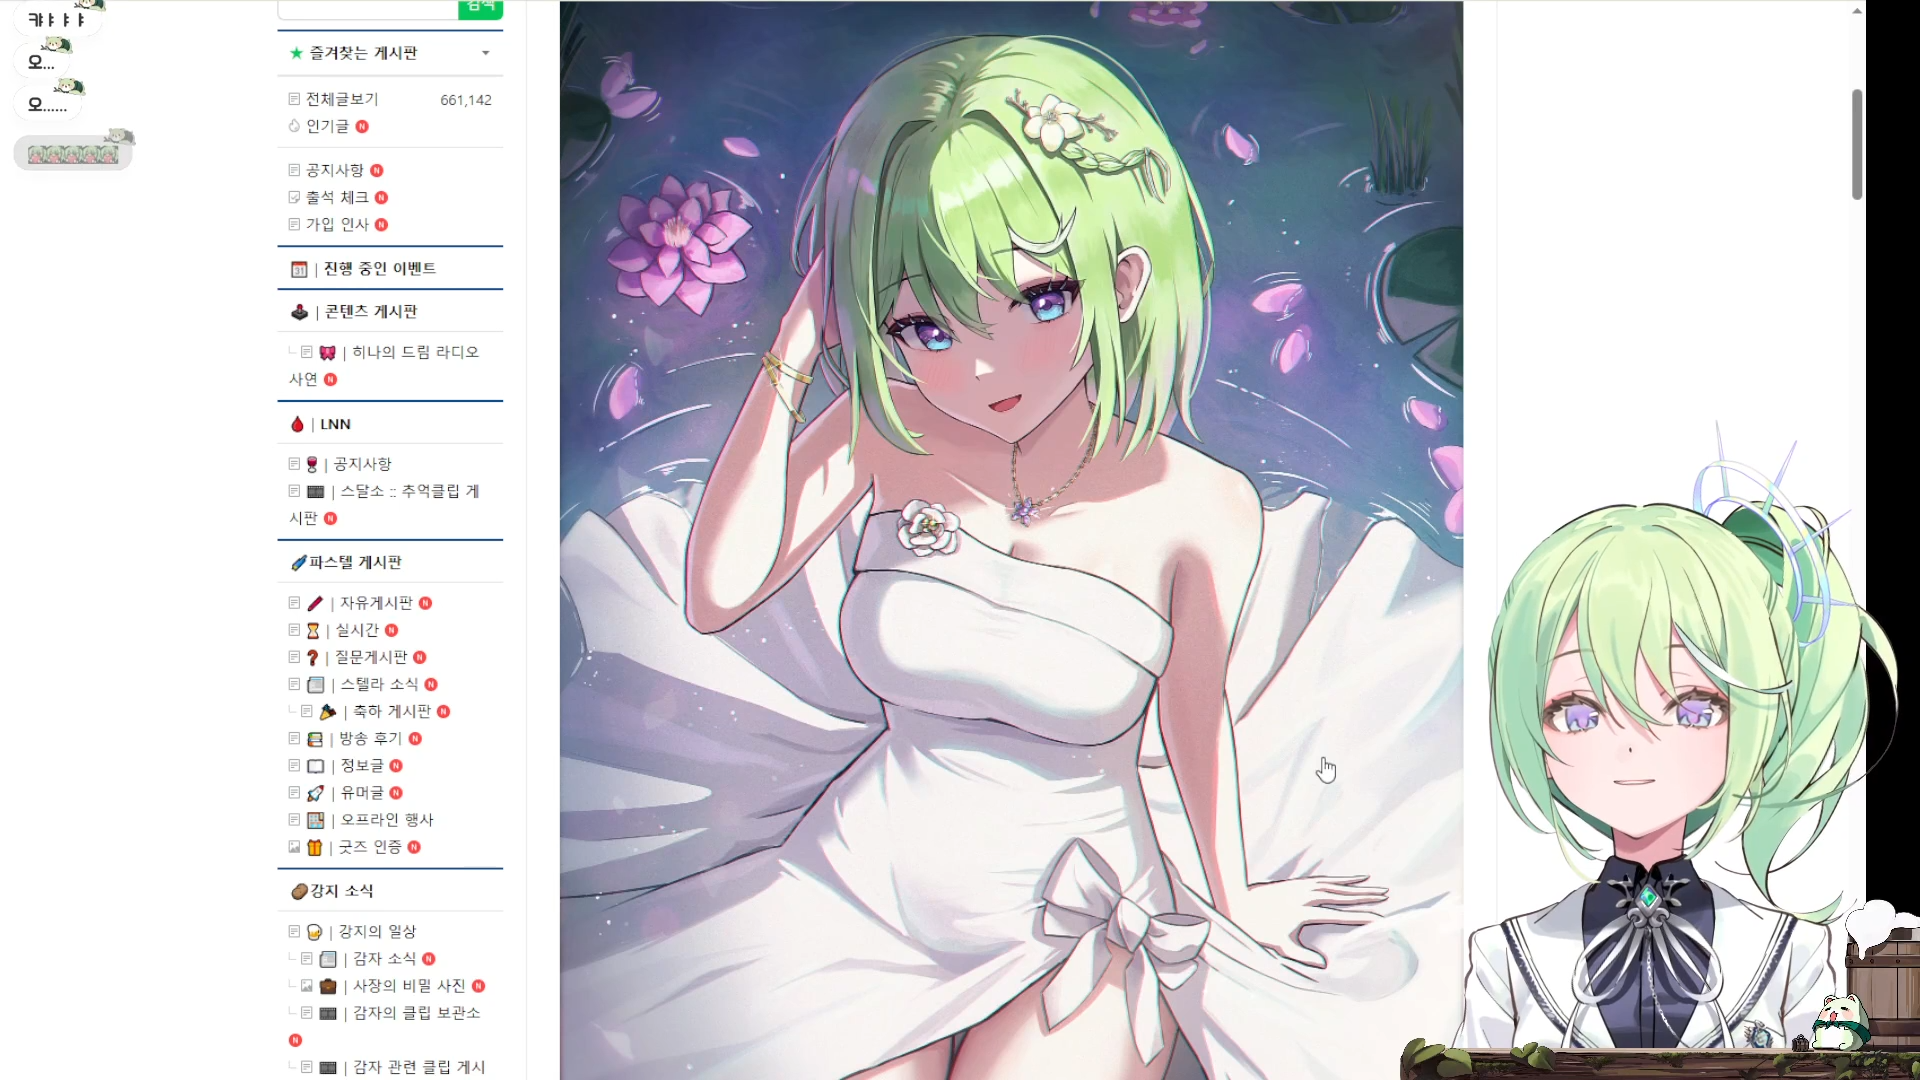 캬ㅑㅑㅑ
오...
오......
검색
즐겨찾는 게시판
전체글보기 661,142
인기글 N
공지사항 N
출석 체크 N
가입 인사 N
31 | 진행 중인 이벤트
| 콘텐츠 게시판
| 히나의 드림 라디오
사연 N
| LNN
| 공지사항
| 스달소 :: 추억클립 게
시판 N
파스텔 게시판
| 자유게시판 N
| 실시간 N
| 질문게시판 N
| 스텔라 소식 N
| 축하 게시판 N
| 방송 후기 N
| 정보글 N
| 유머글 N
| 오프라인 행사
| 굿즈 인증 N
강지 소식
| 강지의 일상
| 감자 소식 N
| 사장의 비밀 사진 N
| 감자의 클립 보관소
N
| 감자 관련 클립 게시